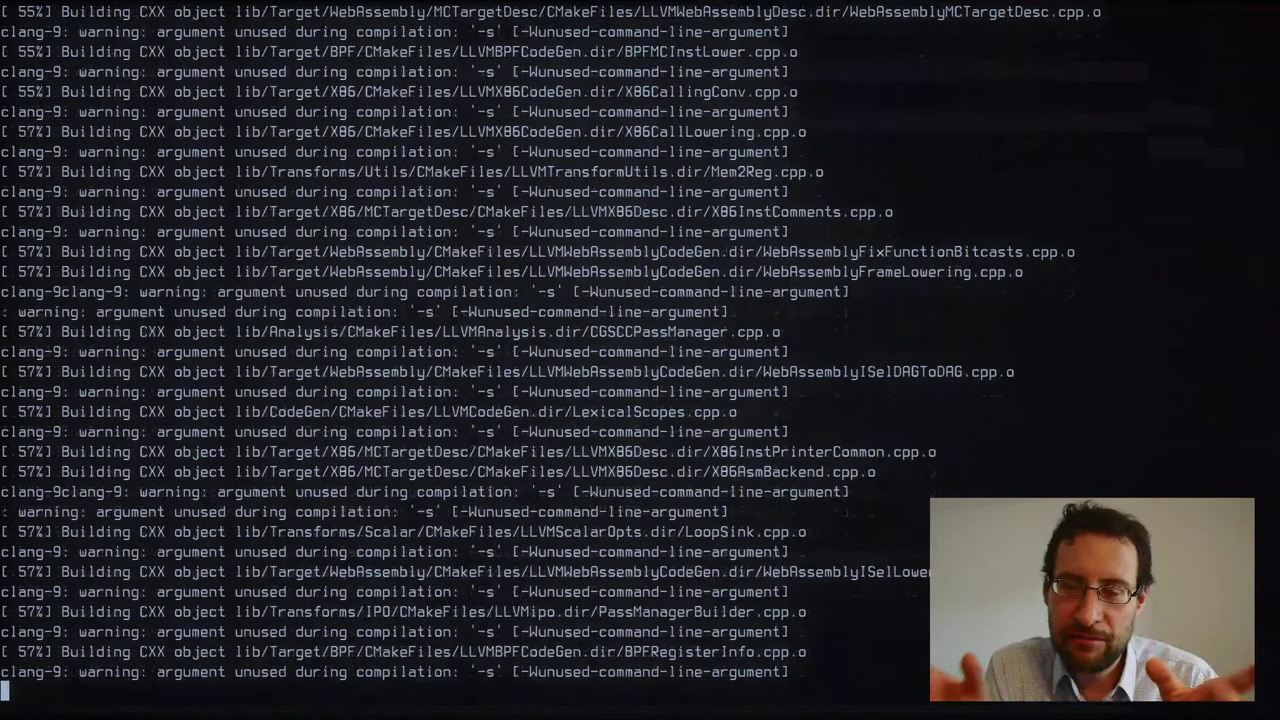 [ 55%] Building CXX object lib/Target/WebAssembly/MCTargetDesc/CMakeFiles/LLVMWebAssemblyDesc.dir/WebAssemblyMCTargetDesc.cpp.o
clang-9: warning: argument unused during compilation: '-s' [-Wunused-command-line-argument]
[ 55%] Building CXX object lib/Target/BPF/CMakeFiles/LLVMBPFCodeGen.dir/BPFMCInstLower.cpp.o
clang-9: warning: argument unused during compilation: '-s' [-Wunused-command-line-argument]
[ 55%] Building CXX object lib/Target/X86/CMakeFiles/LLVMX86CodeGen.dir/X86CallingConv.cpp.o
clang-9: warning: argument unused during compilation: '-s' [-Wunused-command-line-argument]
[ 57%] Building CXX object lib/Target/X86/CMakeFiles/LLVMX86CodeGen.dir/X86CallLowering.cpp.o
clang-9: warning: argument unused during compilation: '-s' [-Wunused-command-line-argument]
[ 57%] Building CXX object lib/Transforms/Utils/CMakeFiles/LLVMTransformUtils.dir/Mem2Reg.cpp.o
clang-9: warning: argument unused during compilation: '-s' [-Wunused-command-line-argument]
[ 57%] Building CXX object lib/Target/X86/MCTargetDesc/CMakeFiles/LLVMX86Desc.dir/X86InstComments.cpp.o
clang-9: warning: argument unused during compilation: '-s' [-Wunused-command-line-argument]
[ 57%] Building CXX object lib/Target/WebAssembly/CMakeFiles/LLVMWebAssemblyCodeGen.dir/WebAssemblyFixFunctionBitcasts.cpp.o
[ 57%] Building CXX object lib/Target/WebAssembly/CMakeFiles/LLVMWebAssemblyCodeGen.dir/WebAssemblyFrameLowering.cpp.o
clang-9clang-9: warning: argument unused during compilation: '-s' [-Wunused-command-line-argument]
: warning: argument unused during compilation: '-s' [-Wunused-command-line-argument]
[ 57%] Building CXX object lib/Analysis/CMakeFiles/LLVMAnalysis.dir/CGSCCPassManager.cpp.o
clang-9: warning: argument unused during compilation: '-s' [-Wunused-command-line-argument]
[ 57%] Building CXX object lib/Target/WebAssembly/CMakeFiles/LLVMWebAssemblyCodeGen.dir/WebAssemblyISelDAGToDAG.cpp.o
clang-9: warning: argument unused during compilation: '-s' [-Wunused-command-line-argument]
[ 57%] Building CXX object lib/CodeGen/CMakeFiles/LLVMCodeGen.dir/LexicalScopes.cpp.o
clang-9: warning: argument unused during compilation: '-s' [-Wunused-command-line-argument]
[ 57%] Building CXX object lib/Target/X86/MCTargetDesc/CMakeFiles/LLVMX86Desc.dir/X86InstPrinterCommon.cpp.o
[ 57%] Building CXX object lib/Target/X86/MCTargetDesc/CMakeFiles/LLVMX86Desc.dir/X86AsmBackend.cpp.o
clang-9clang-9: warning: argument unused during compilation: '-s' [-Wunused-command-line-argument]
: warning: argument unused during compilation: '-s' [-Wunused-command-line-argument]
[ 57%] Building CXX object lib/Transforms/Scalar/CMakeFiles/LLVMScalarOpts.dir/LoopSink.cpp.o
clang-9: warning: argument unused during compilation: '-s' [-Wunused-command-line-argument]
[ 57%] Building CXX object lib/Target/WebAssembly/CMakeFiles/LLVMWebAssemblyCodeGen.dir/WebAssemblyISelLowe
clang-9: warning: argument unused during compilation: '-s' [-Wunused-command-line-argument]
[ 57%] Building CXX object lib/Transforms/IPO/CMakeFiles/LLVMipo.dir/PassManagerBuilder.cpp.o
clang-9: warning: argument unused during compilation: '-s' [-Wunused-command-line-argument]
[ 57%] Building CXX object lib/Target/BPF/CMakeFiles/LLVMBPFCodeGen.dir/BPFRegisterInfo.cpp.o
clang-9: warning: argument unused during compilation: '-s' [-Wunused-command-line-argument]